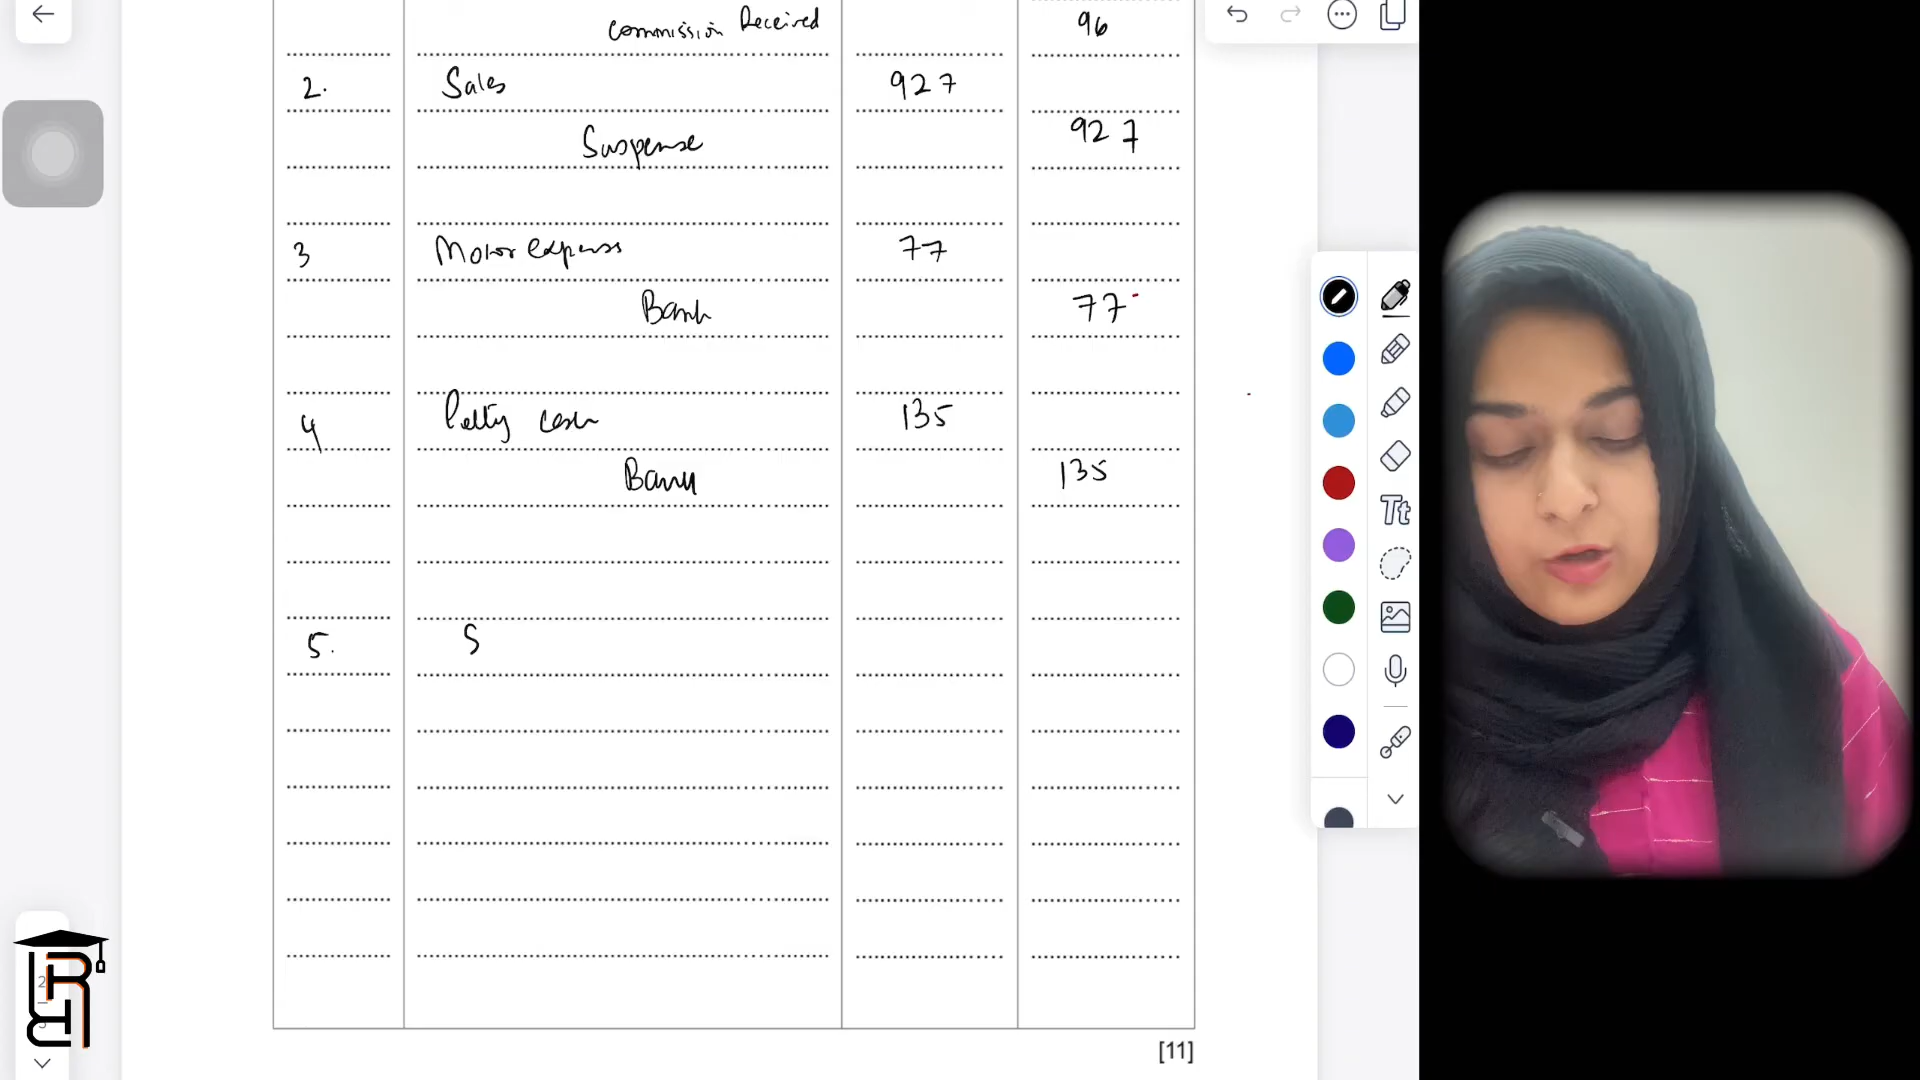 Commission Received 96
2. Sales 927
Suspense 927
3 Motor expenses 77
Bank 77
4 Petty cash 135
Bank 135
5. S
[11]
Tt